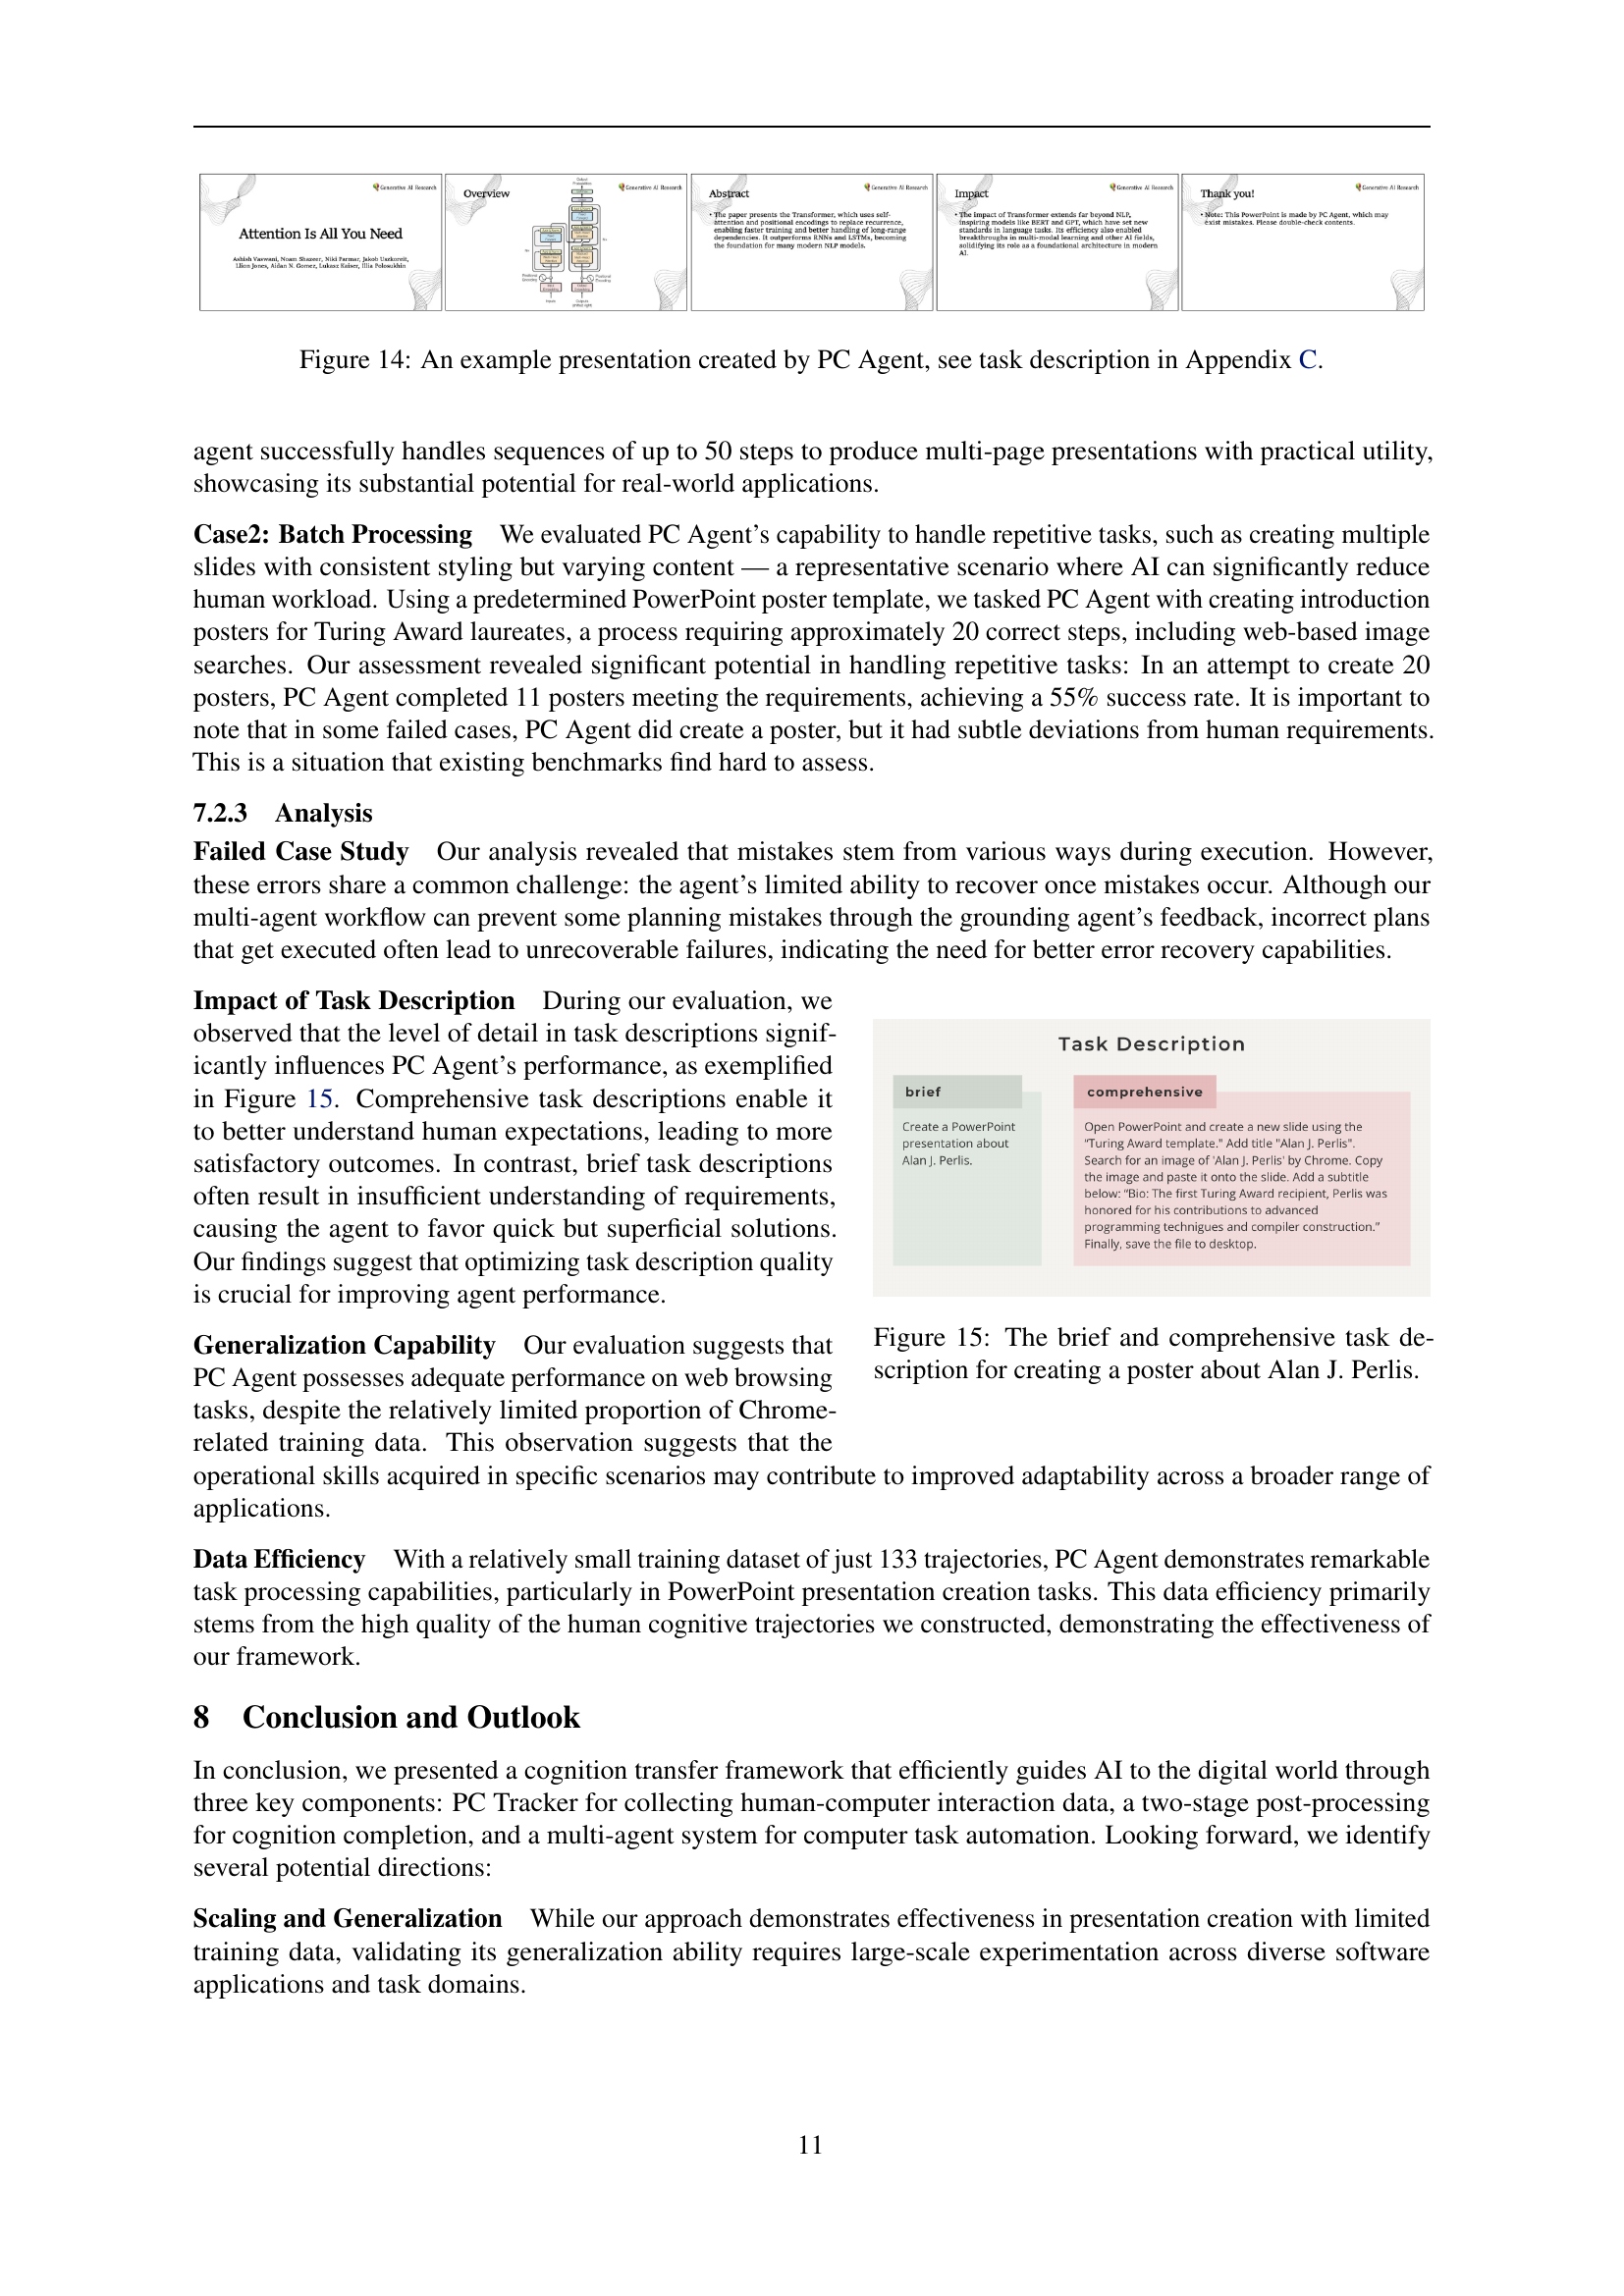 Generative AI Research
Attention Is All You Need
Ashish Vaswani, Noam Shazeer, Niki Parmar, Jakob Uszkoreit,
Llion Jones, Aidan N. Gomez, Lukasz Kaiser, Illia Polosukhin
Overview
Generative AI Research
Output
Probabilities
Positional
Encoding
Positional
Encoding
Inputs
Outputs
(shifted right)
Abstract
Generative AI Research
• The paper presents the Transformer, which uses self-
attention and positional encodings to replace recurrence,
enabling faster training and better handling of long-range
dependencies. It outperforms RNNs and LSTMs, becoming
the foundation for many modern NLP models.
Impact
Generative AI Research
• The impact of Transformer extends far beyond NLP,
inspiring models like BERT and GPT, which have set new
standards in language tasks. Its efficiency also enabled
breakthroughs in multi-modal learning and other AI fields,
solidifying its role as a foundational architecture in modern
AI.
Thank you!
Generative AI Research
• Note: This PowerPoint is made by PC Agent, which may
exist mistakes. Please double-check contents.
Figure 14: An example presentation created by PC Agent, see task description in Appendix C.
agent successfully handles sequences of up to 50 steps to produce multi-page presentations with practical utility,
showcasing its substantial potential for real-world applications.
Case2: Batch Processing We evaluated PC Agent's capability to handle repetitive tasks, such as creating multiple
slides with consistent styling but varying content — a representative scenario where AI can significantly reduce
human workload. Using a predetermined PowerPoint poster template, we tasked PC Agent with creating introduction
posters for Turing Award laureates, a process requiring approximately 20 correct steps, including web-based image
searches. Our assessment revealed significant potential in handling repetitive tasks: In an attempt to create 20
posters, PC Agent completed 11 posters meeting the requirements, achieving a 55% success rate. It is important to
note that in some failed cases, PC Agent did create a poster, but it had subtle deviations from human requirements.
This is a situation that existing benchmarks find hard to assess.
7.2.3 Analysis
Failed Case Study Our analysis revealed that mistakes stem from various ways during execution. However,
these errors share a common challenge: the agent's limited ability to recover once mistakes occur. Although our
multi-agent workflow can prevent some planning mistakes through the grounding agent's feedback, incorrect plans
that get executed often lead to unrecoverable failures, indicating the need for better error recovery capabilities.
Impact of Task Description During our evaluation, we
observed that the level of detail in task descriptions signif-
icantly influences PC Agent's performance, as exemplified
in Figure 15. Comprehensive task descriptions enable it
to better understand human expectations, leading to more
satisfactory outcomes. In contrast, brief task descriptions
often result in insufficient understanding of requirements,
causing the agent to favor quick but superficial solutions.
Our findings suggest that optimizing task description quality
is crucial for improving agent performance.
Task Description
brief
Create a PowerPoint
presentation about
Alan J. Perlis.
comprehensive
Open PowerPoint and create a new slide using the
"Turing Award template." Add title "Alan J. Perlis".
Search for an image of 'Alan J. Perlis' by Chrome. Copy
the image and paste it onto the slide. Add a subtitle
below: "Bio: The first Turing Award recipient, Perlis was
honored for his contributions to advanced
programming technigues and compiler construction."
Finally, save the file to desktop.
Figure 15: The brief and comprehensive task de-
scription for creating a poster about Alan J. Perlis.
Generalization Capability Our evaluation suggests that
PC Agent possesses adequate performance on web browsing
tasks, despite the relatively limited proportion of Chrome-
related training data. This observation suggests that the
operational skills acquired in specific scenarios may contribute to improved adaptability across a broader range of
applications.
Data Efficiency With a relatively small training dataset of just 133 trajectories, PC Agent demonstrates remarkable
task processing capabilities, particularly in PowerPoint presentation creation tasks. This data efficiency primarily
stems from the high quality of the human cognitive trajectories we constructed, demonstrating the effectiveness of
our framework.
8 Conclusion and Outlook
In conclusion, we presented a cognition transfer framework that efficiently guides AI to the digital world through
three key components: PC Tracker for collecting human-computer interaction data, a two-stage post-processing
for cognition completion, and a multi-agent system for computer task automation. Looking forward, we identify
several potential directions:
Scaling and Generalization While our approach demonstrates effectiveness in presentation creation with limited
training data, validating its generalization ability requires large-scale experimentation across diverse software
applications and task domains.
11